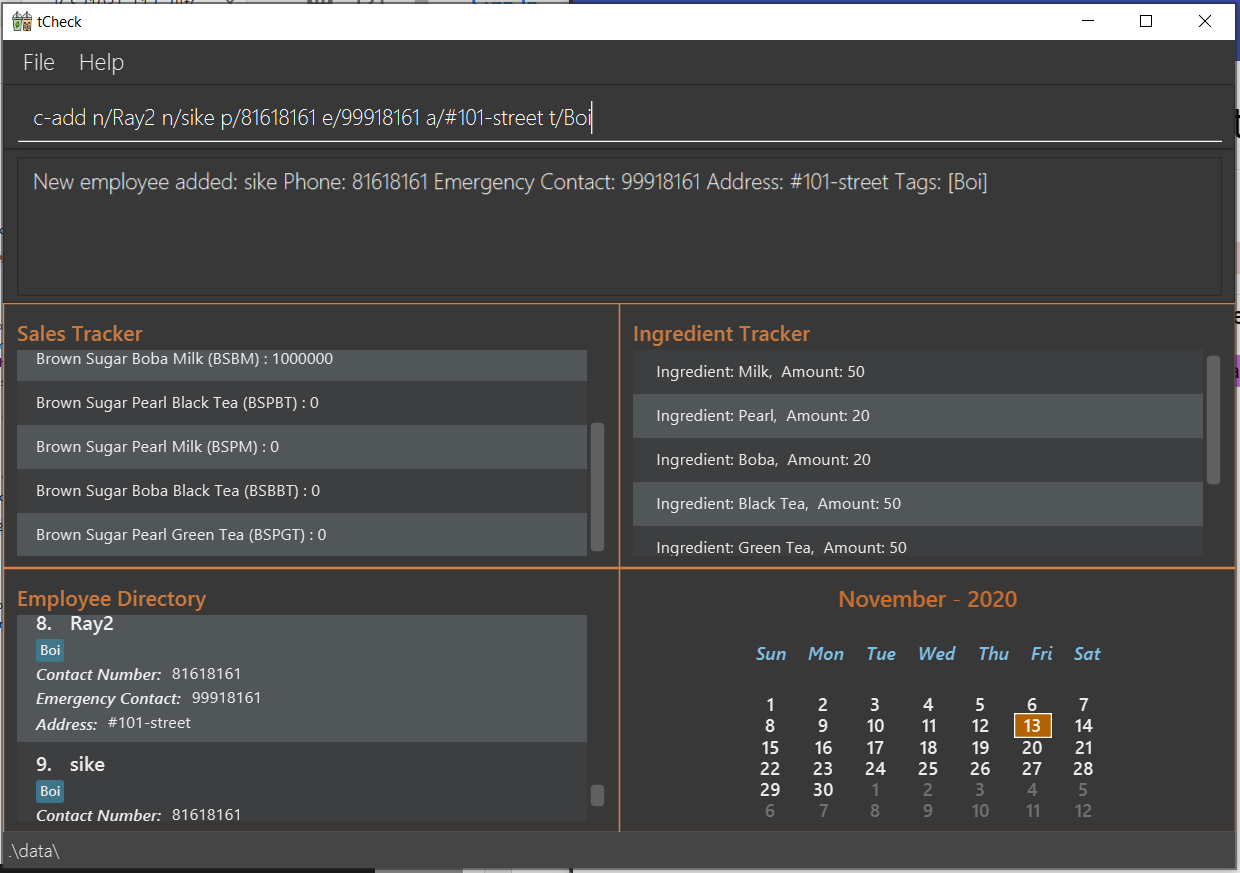 tCheck
File Help
c-add n/Ray2 n/sike p/81618161 e/99918161 a/#101-street t/Boi
New employee added: sike Phone: 81618161 Emergency Contact: 99918161 Address: #101-street Tags: [Boi]
Sales Tracker
Brown Sugar Boba Milk (BSBM) : 1000000
Brown Sugar Pearl Black Tea (BSPBT) : 0
Brown Sugar Pearl Milk (BSPM) : 0
Brown Sugar Boba Black Tea (BSBBT) : 0
Brown Sugar Pearl Green Tea (BSPGT) : 0
Ingredient Tracker
Ingredient: Milk,  Amount: 50
Ingredient: Pearl,  Amount: 20
Ingredient: Boba,  Amount: 20
Ingredient: Black Tea,  Amount: 50
Ingredient: Green Tea,  Amount: 50
Employee Directory
8. Ray2
Boi
Contact Number: 81618161
Emergency Contact: 99918161
Address: #101-street
9. sike
Boi
Contact Number: 81618161
November - 2020
Sun Mon Tue Wed Thu Fri Sat
1 2 3 4 5 6 7
8 9 10 11 12 13 14
15 16 17 18 19 20 21
22 23 24 25 26 27 28
29 30 1 2 3 4 5
6 7 8 9 10 11 12
.\data\